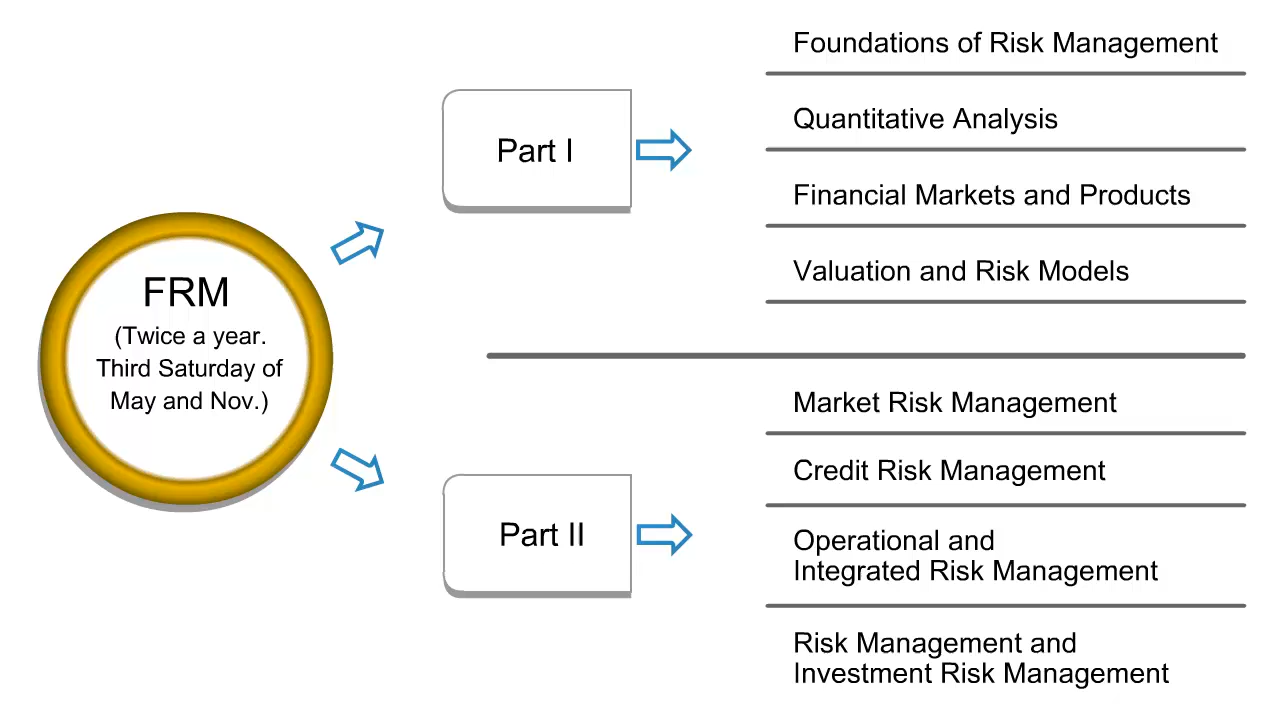 FRM
(Twice a year.
Third Saturday of
May and Nov.)
Part I
Foundations of Risk Management
Quantitative Analysis
Financial Markets and Products
Valuation and Risk Models
Part II
Market Risk Management
Credit Risk Management
Operational and
Integrated Risk Management
Risk Management and
Investment Risk Management